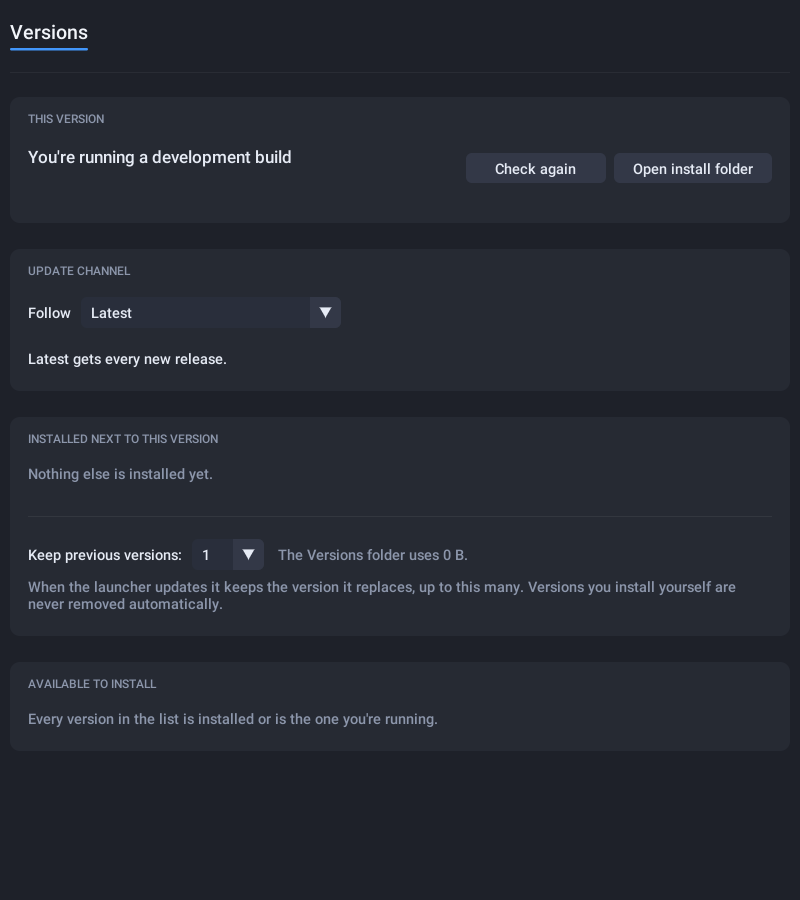 Versions
THIS VERSION
You're running a development build
Check again
Open install folder
UPDATE CHANNEL
Follow
Latest
Latest gets every new release.
INSTALLED NEXT TO THIS VERSION
Nothing else is installed yet.
Keep previous versions:
1
The Versions folder uses 0 B.
When the launcher updates it keeps the version it replaces, up to this many. Versions you install yourself are
never removed automatically.
AVAILABLE TO INSTALL
Every version in the list is installed or is the one you're running.